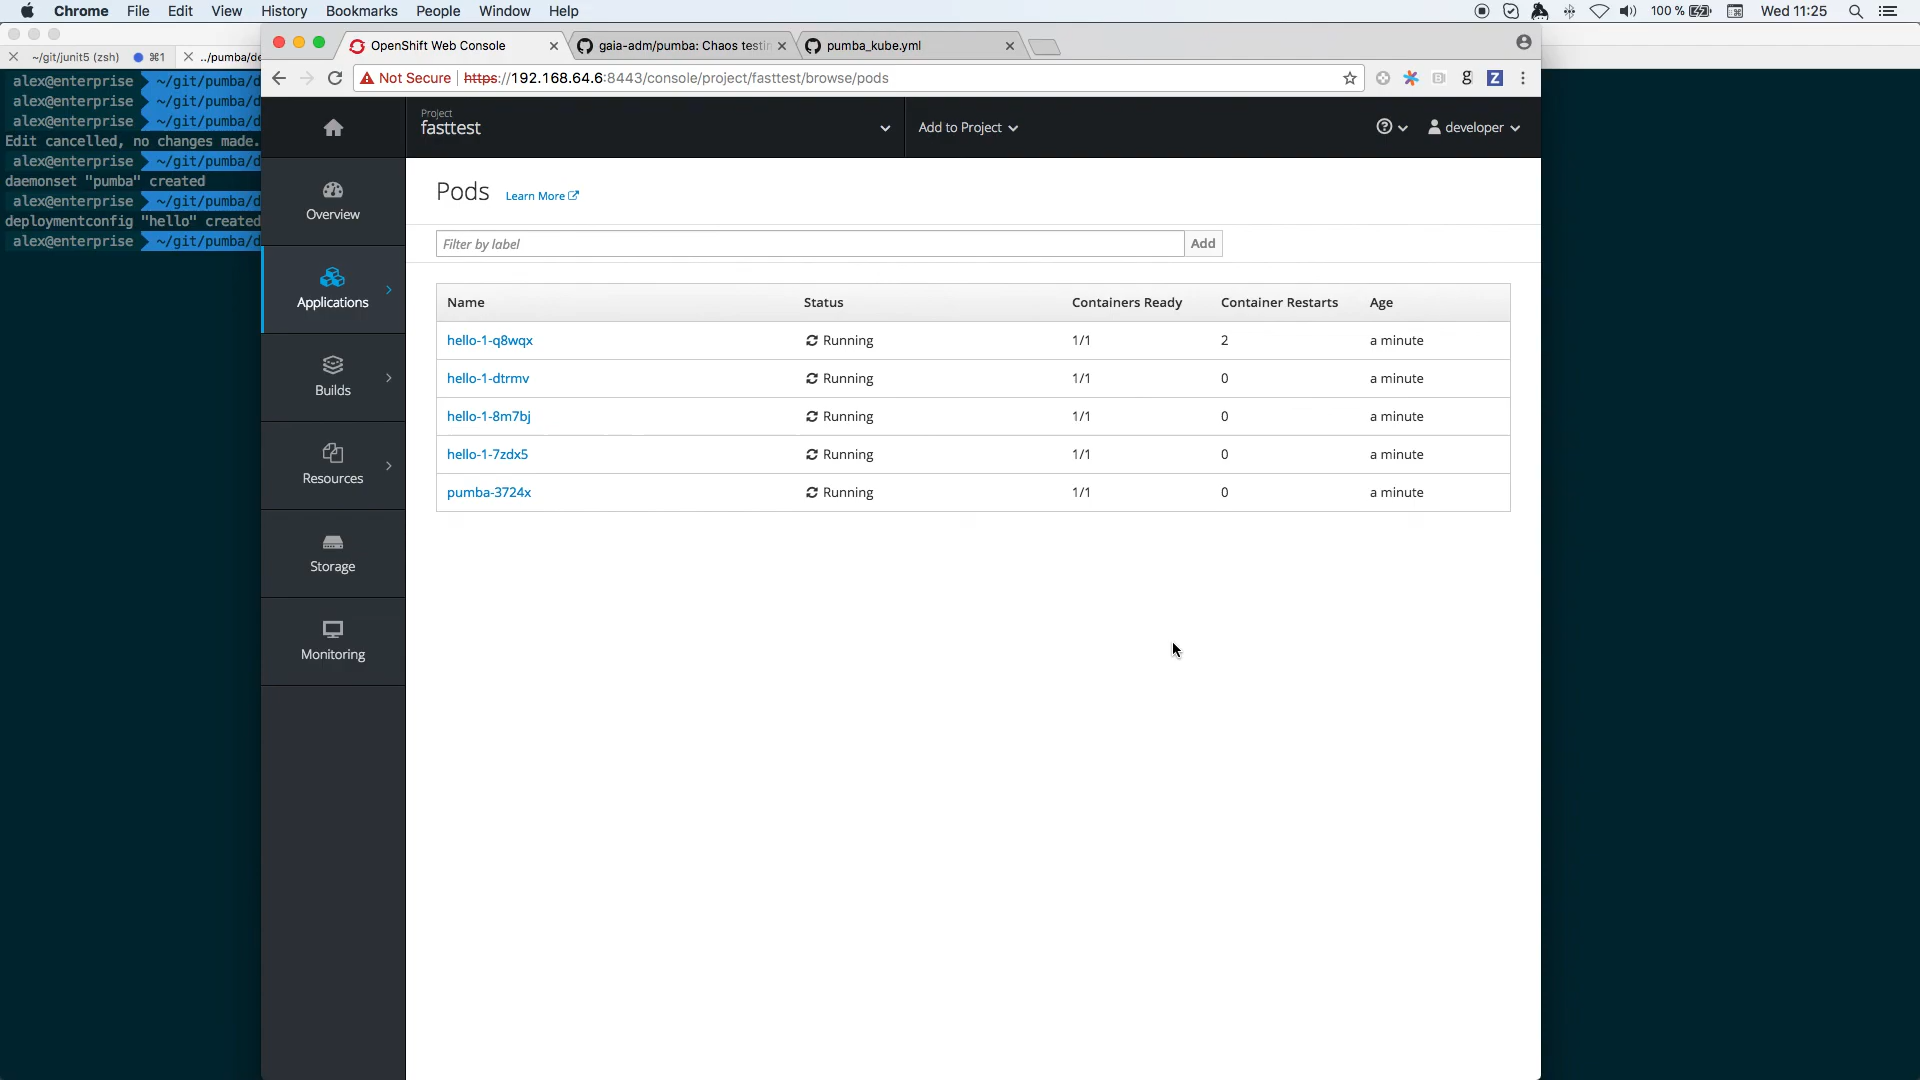 Chrome File Edit View History Bookmarks People Window Help 100 % Wed 11:25
~/git/junit5 (zsh) ⌘1 ../pumba/de
OpenShift Web Console gaia-adm/pumba: Chaos testin pumba_kube.yml
Not Secure https://192.168.64.6:8443/console/project/fasttest/browse/pods
alex@enterprise ~/git/pumba/d
alex@enterprise ~/git/pumba/d
alex@enterprise ~/git/pumba/d
Edit cancelled, no changes made.
alex@enterprise ~/git/pumba/d
daemonset "pumba" created
alex@enterprise ~/git/pumba/d
deploymentconfig "hello" created
alex@enterprise ~/git/pumba/d
Project
fasttest
Add to Project
developer
Overview
Applications
Builds
Resources
Storage
Monitoring
Pods Learn More
Filter by label Add
Name Status Containers Ready Container Restarts Age
hello-1-q8wqx Running 1/1 2 a minute
hello-1-dtrmv Running 1/1 0 a minute
hello-1-8m7bj Running 1/1 0 a minute
hello-1-7zdx5 Running 1/1 0 a minute
pumba-3724x Running 1/1 0 a minute